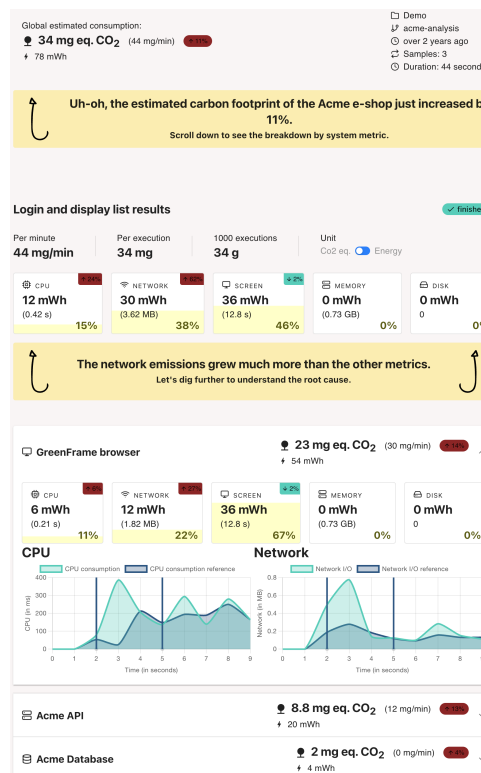 Global estimated consumption:
34 mg eq. CO2 (44 mg/min)
78 mWh
Demo
acme-analysis
over 2 years ago
Samples: 3
Duration: 44 second
Uh-oh, the estimated carbon footprint of the Acme e-shop just increased b
11%.
Scroll down to see the breakdown by system metric.
Login and display list results
finishe
Per minute
44 mg/min
Per execution
34 mg
1000 executions
34 g
Unit
Co2 eq. Energy
↑ 24%
CPU
12 mWh
(0.42 s)
15%
↑ 62%
NETWORK
30 mWh
(3.62 MB)
38%
↓ 2%
SCREEN
36 mWh
(12.8 s)
46%
MEMORY
0 mWh
(0.73 GB)
0%
DISK
0 mWh
0
0
The network emissions grew much more than the other metrics.
Let's dig further to understand the root cause.
GreenFrame browser
23 mg eq. CO2 (30 mg/min) ↑ 14%
54 mWh
CPU
6 mWh
(0.21 s)
11%
↑ 27%
NETWORK
12 mWh
(1.82 MB)
22%
↓ 2%
SCREEN
36 mWh
(12.8 s)
67%
MEMORY
0 mWh
(0.73 GB)
0%
DISK
0 mWh
0
0%
CPU
CPU consumption CPU consumption reference
CPU (in ms)
400
300
200
100
0
0 1 2 3 4 5 6 7 8 9
Time (in seconds)
Network
Network I/O Network I/O reference
Network (in MB)
0.8
0.6
0.4
0.2
0
0 1 2 3 4 5 6 7 8 9
Time (in seconds)
Acme API
8.8 mg eq. CO2 (12 mg/min) ↑ 13%
20 mWh
Acme Database
2 mg eq. CO2 (0 mg/min) ↑ 4%
4 mWh